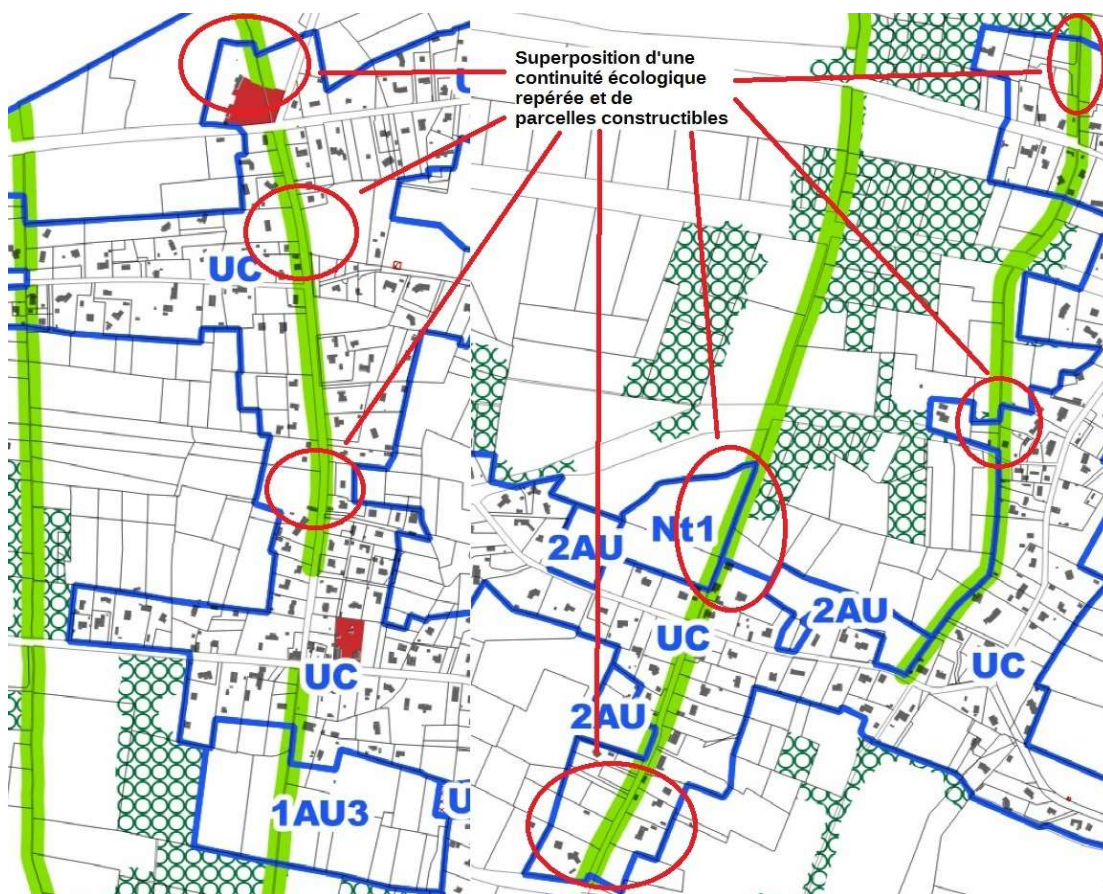 Superposition d'une
continuité écologique
repérée et de
parcelles constructibles
UC
Nt1
2AU
2AU
UC
UC
UC
2AU
1AU3
U